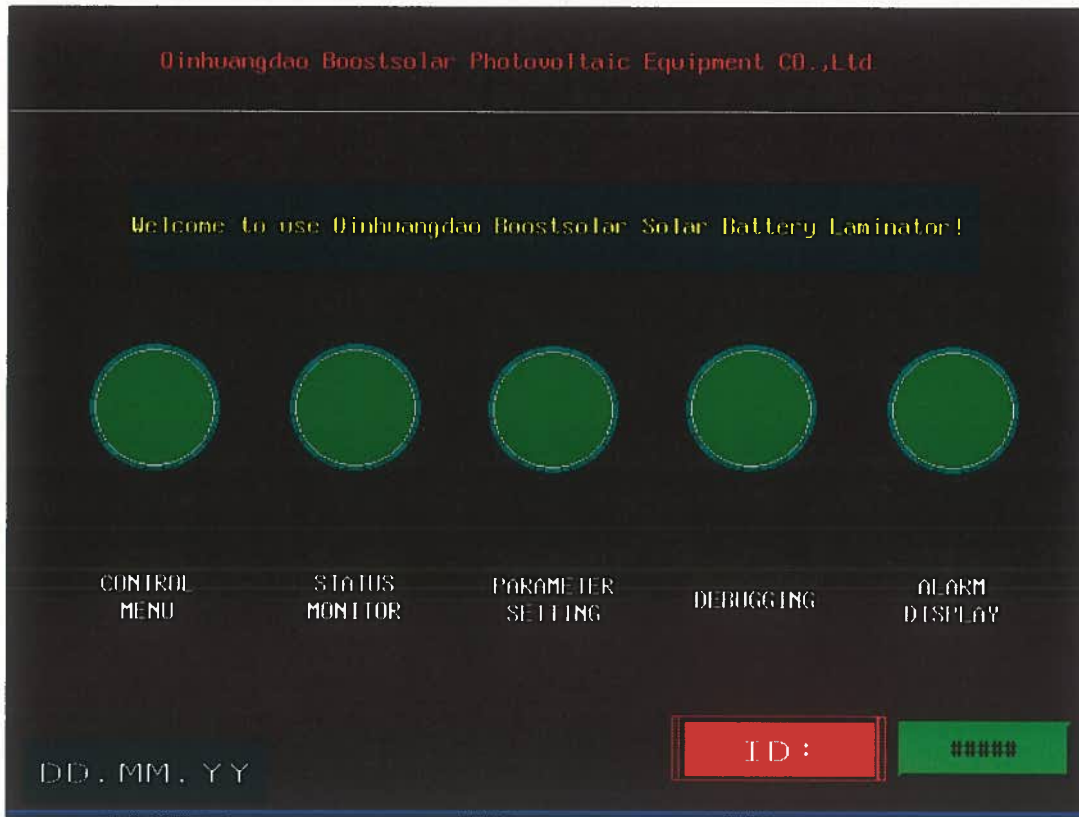 Qinhuangdao Boostsolar Photovoltaic Equipment CO.,Ltd
Welcome to use Qinhuangdao Boostsolar Solar Battery Laminator!
CONTROL MENU
STATUS MONITOR
PARAMETER SETTING
DEBUGGING
ALARM DISPLAY
DD.MM.YY
ID:
#####